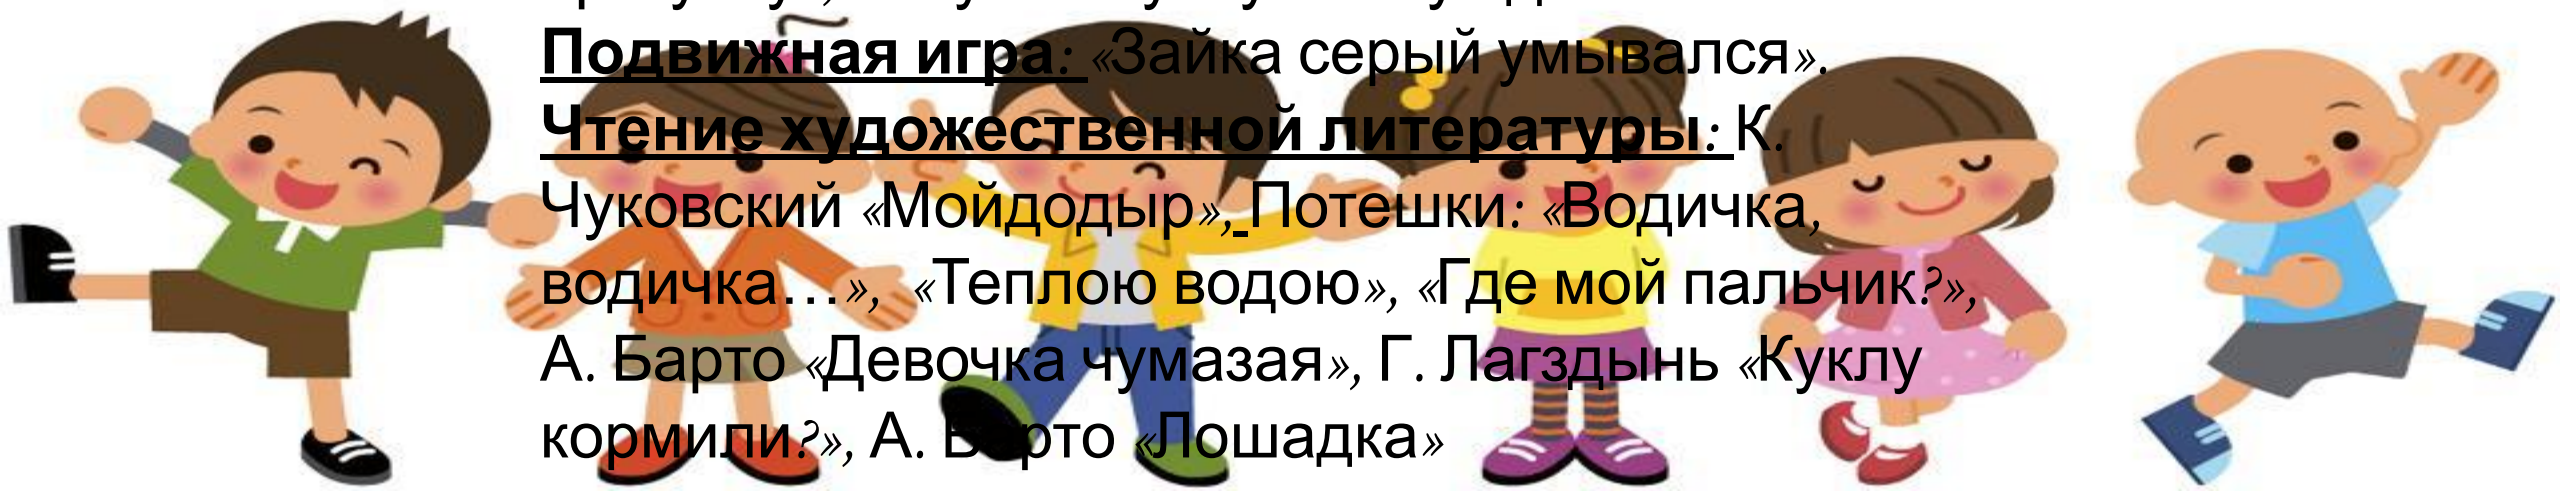 Подвижная игра: «Зайка серый умывался».
Чтение художественной литературы: К.
Чуковский «Мойдодыр», Потешки: «Водичка,
водичка…», «Теплою водою», «Где мой пальчик?»,
А. Барто «Девочка чумазая», Г. Лагздынь «Куклу
кормили?», А. Барто «Лошадка»